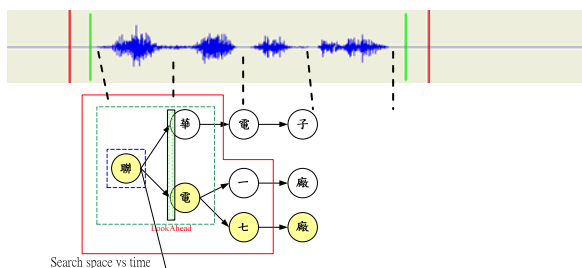 華 電 子
聯
電 一 廠
七 廠
LookAhead
Search space vs time